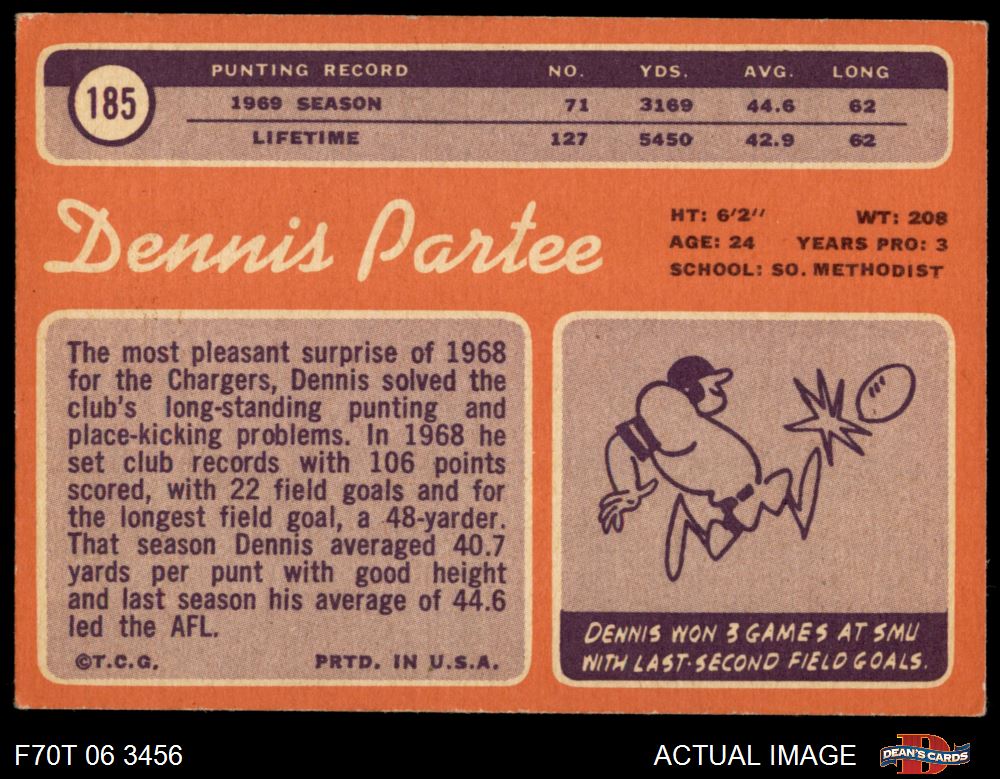 185
PUNTING RECORD NO. YDS. AVG. LONG
1969 SEASON 71 3169 44.6 62
LIFETIME 127 5450 42.9 62
Dennis Partee
HT: 6'2" WT: 208
AGE: 24 YEARS PRO: 3
SCHOOL: SO. METHODIST
The most pleasant surprise of 1968
for the Chargers, Dennis solved the
club's long-standing punting and
place-kicking problems. In 1968 he
set club records with 106 points
scored, with 22 field goals and for
the longest field goal, a 48-yarder.
That season Dennis averaged 40.7
yards per punt with good height
and last season his average of 44.6
led the AFL.
©T.C.G. PRTD. IN U.S.A.
DENNIS WON 3 GAMES AT SMU
WITH LAST-SECOND FIELD GOALS.
F70T 06 3456
ACTUAL IMAGE
DEAN'S CARDS